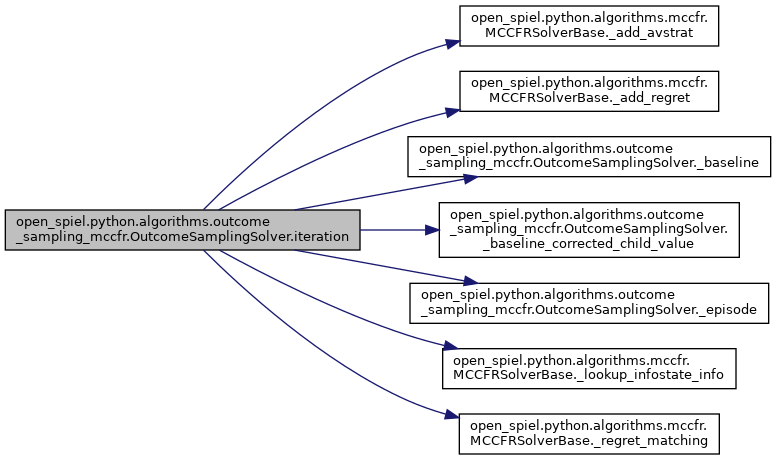 open_spiel.python.algorithms.mccfr.
MCCFRSolverBase._add_avstrat
open_spiel.python.algorithms.mccfr.
MCCFRSolverBase._add_regret
open_spiel.python.algorithms.outcome
_sampling_mccfr.OutcomeSamplingSolver._baseline
open_spiel.python.algorithms.outcome
_sampling_mccfr.OutcomeSamplingSolver.iteration
open_spiel.python.algorithms.outcome
_sampling_mccfr.OutcomeSamplingSolver.
_baseline_corrected_child_value
open_spiel.python.algorithms.outcome
_sampling_mccfr.OutcomeSamplingSolver._episode
open_spiel.python.algorithms.mccfr.
MCCFRSolverBase._lookup_infostate_info
open_spiel.python.algorithms.mccfr.
MCCFRSolverBase._regret_matching